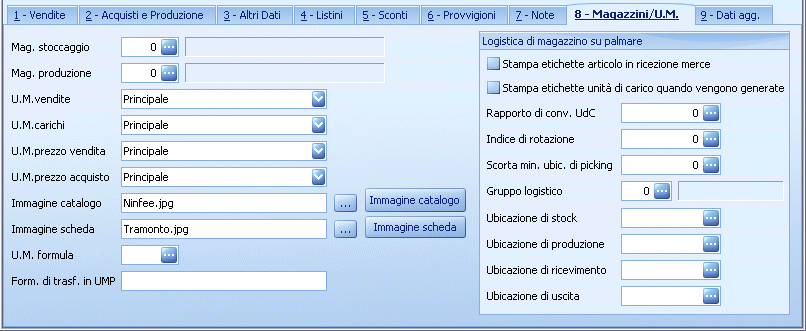 1 - Vendite 2 - Acquisti e Produzione 3 - Altri Dati 4 - Listini 5 - Sconti 6 - Provvigioni 7 - Note 8 - Magazzini/U.M. 9 - Dati agg.
Mag. stoccaggio 0 ...
Mag. produzione 0 ...
U.M.vendite Principale
U.M.carichi Principale
U.M.prezzo vendita Principale
U.M.prezzo acquisto Principale
Immagine catalogo Ninfee.jpg ... Immagine catalogo
Immagine scheda Tramonto.jpg ... Immagine scheda
U.M. formula ...
Form. di trasf. in UMP
Logistica di magazzino su palmare
Stampa etichette articolo in ricezione merce
Stampa etichette unità di carico quando vengono generate
Rapporto di conv. UdC 0 ...
Indice di rotazione 0 ...
Scorta min. ubic. di picking 0 ...
Gruppo logistico 0 ...
Ubicazione di stock ...
Ubicazione di produzione ...
Ubicazione di ricevimento ...
Ubicazione di uscita ...